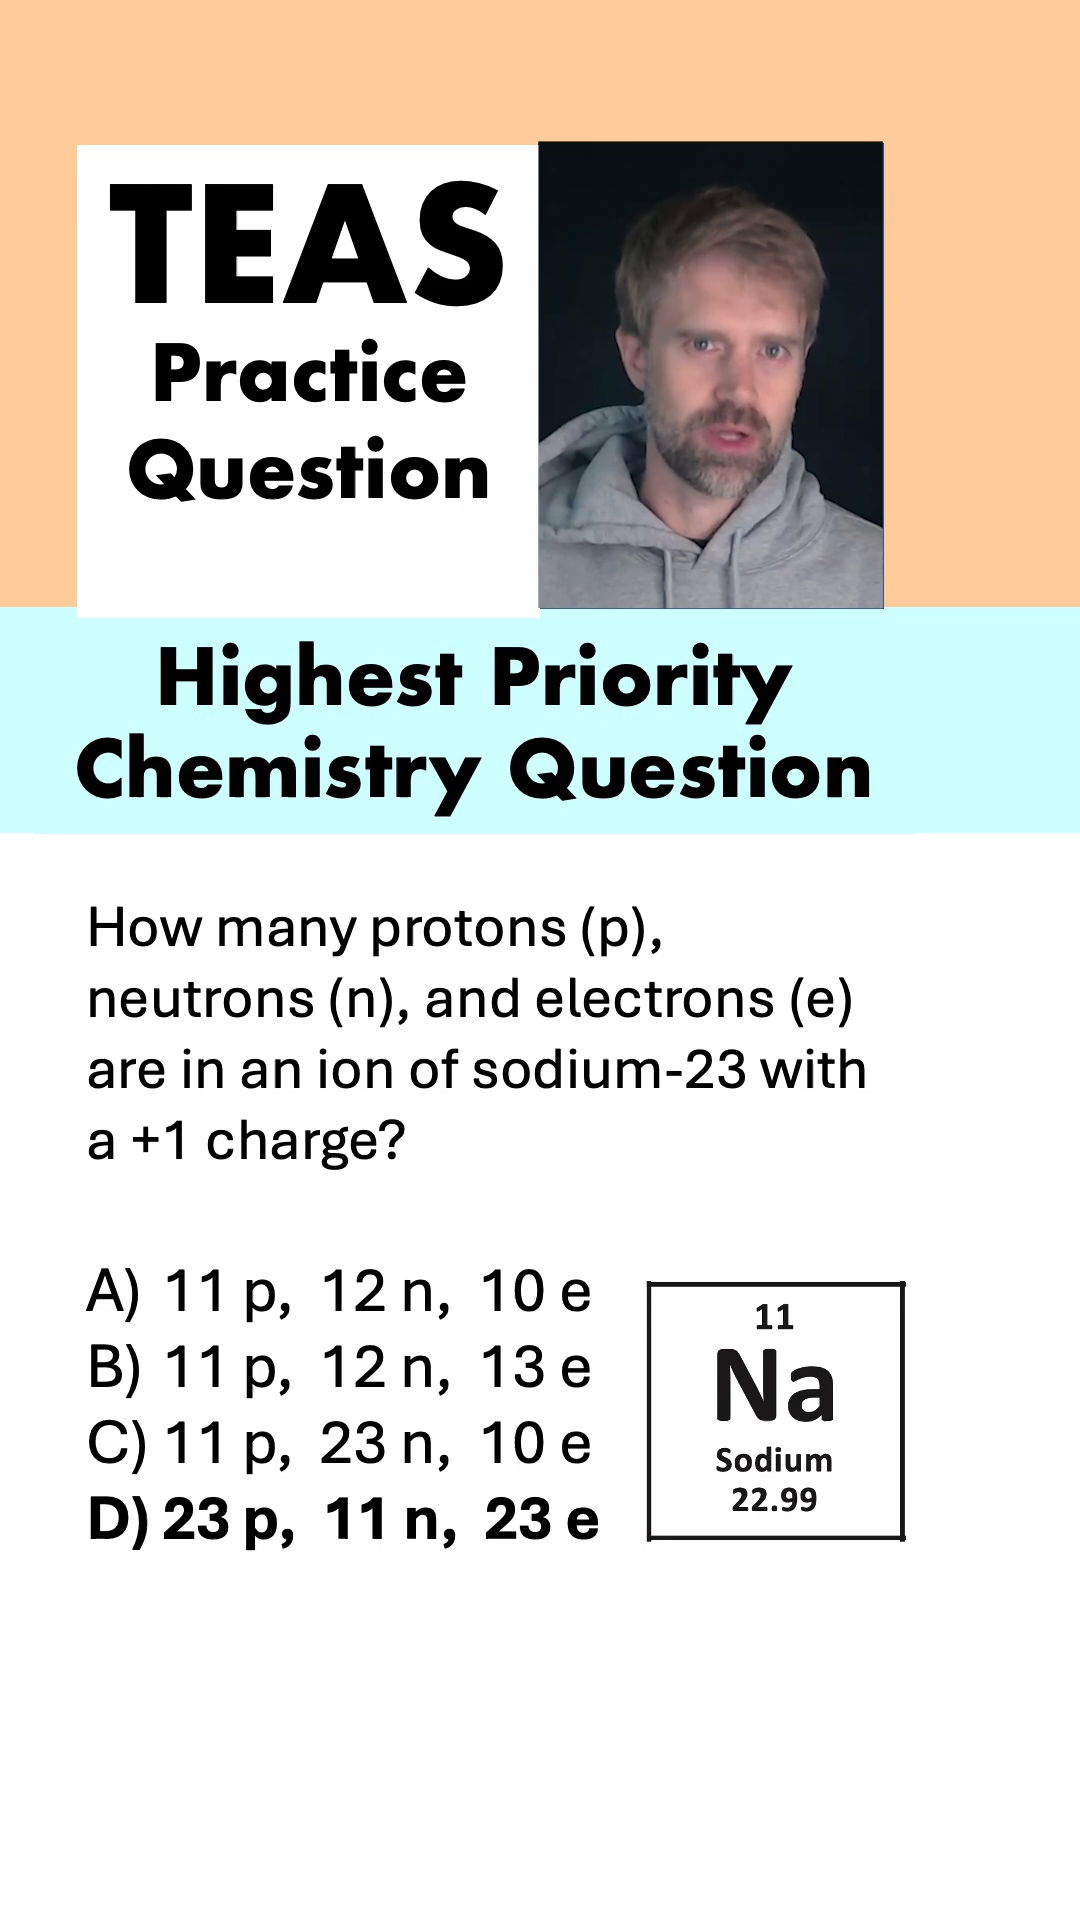 TEAS
Practice
Question
Highest Priority
Chemistry Question
How many protons (p),
neutrons (n), and electrons (e)
are in an ion of sodium-23 with
a +1 charge?
A) 11 p, 12 n, 10 e
B) 11 p, 12 n, 13 e
C) 11 p, 23 n, 10 e
D) 23 p, 11 n, 23 e
11
Na
Sodium
22.99